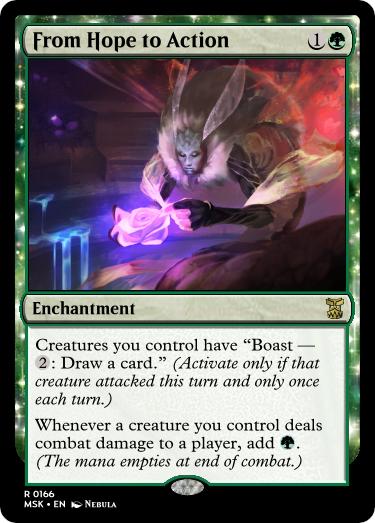 From Hope to Action 1
Enchantment
Creatures you control have “Boast —
2: Draw a card.” (Activate only if that
creature attacked this turn and only once
each turn.)
Whenever a creature you control deals
combat damage to a player, add .
(The mana empties at end of combat.)
R 0166
MSK • EN Nebula